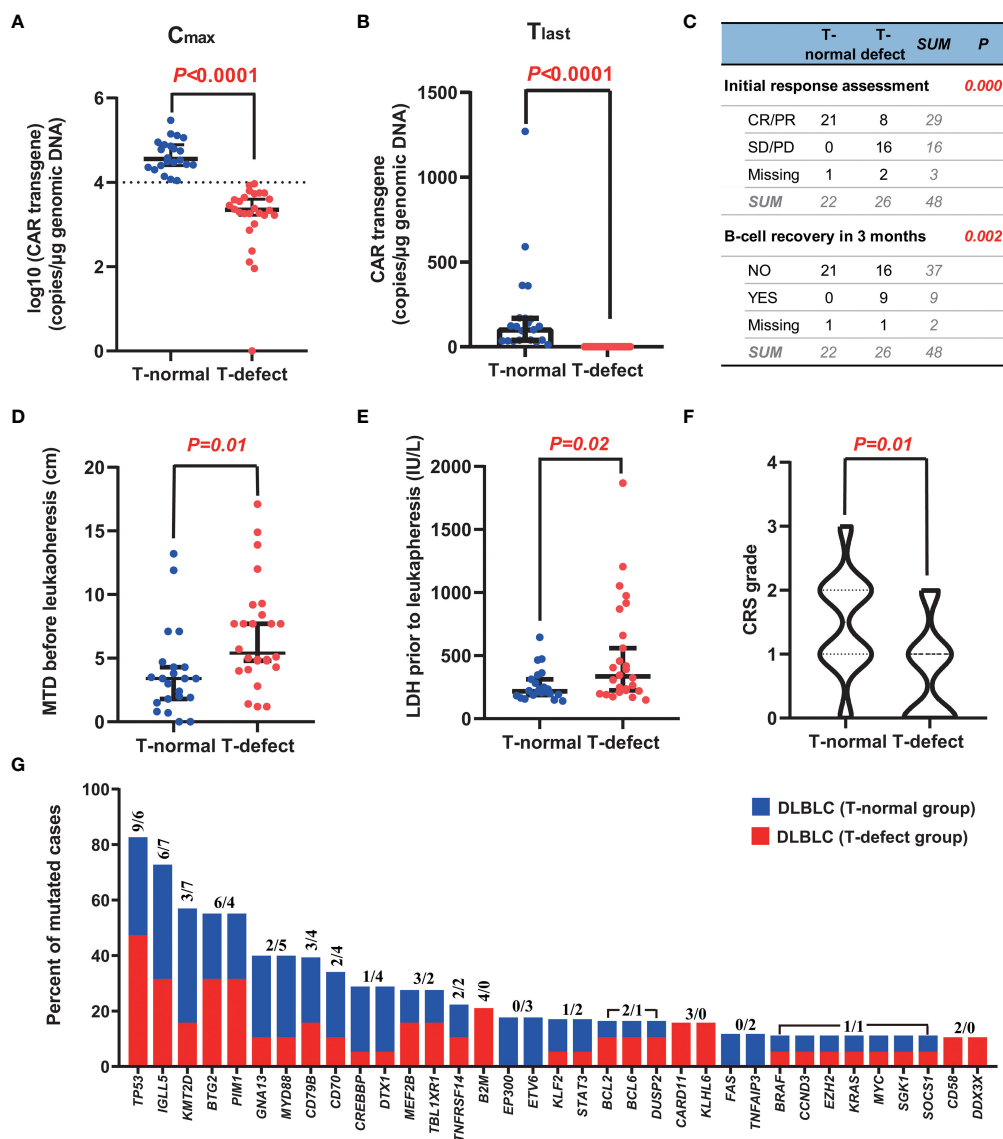 A
Cmax
P<0.0001
log10 (CAR transgene)
(copies/µg genomic DNA)
6
4
2
0
T-normal T-defect
B
Tlast
P<0.0001
CAR transgene
(copies/µg genomic DNA)
1500
1000
500
0
T-normal T-defect
C
T-normal T-defect SUM P
Initial response assessment 0.000
CR/PR 21 8 29
SD/PD 0 16 16
Missing 1 2 3
SUM 22 26 48
B-cell recovery in 3 months 0.002
NO 21 16 37
YES 0 9 9
Missing 1 1 2
SUM 22 26 48
D
P=0.01
MTD before leukaoheresis (cm)
20
15
10
5
0
T-normal T-defect
E
P=0.02
LDH prior to leukapheresis (IU/L)
2000
1500
1000
500
0
T-normal T-defect
F
P=0.01
CRS grade
4
3
2
1
0
T-normal T-defect
G
Percent of mutated cases
100
80
60
40
20
0
DLBLC (T-normal group)
DLBLC (T-defect group)
9/6 6/7 3/7 6/4 2/5 3/4 2/4 1/4 3/2 2/2 4/0 0/3 1/2 2/1 3/0 0/2 1/1 2/0
TP53 IGLL5 KMT2D BTG2 PIM1 GNA13 MYD88 CD79B CD70 CREBBP DTX1 MEF2B TBL1XR1 TNFRSF14 B2M EP300 ETV6 KLF2 STAT3 BCL2 BCL6 DUSP2 CARD11 KLHL6 FAS TNFAIP3 BRAF CCND3 EZH2 KRAS MYC SGK1 SOCS1 CD58 DDX3X